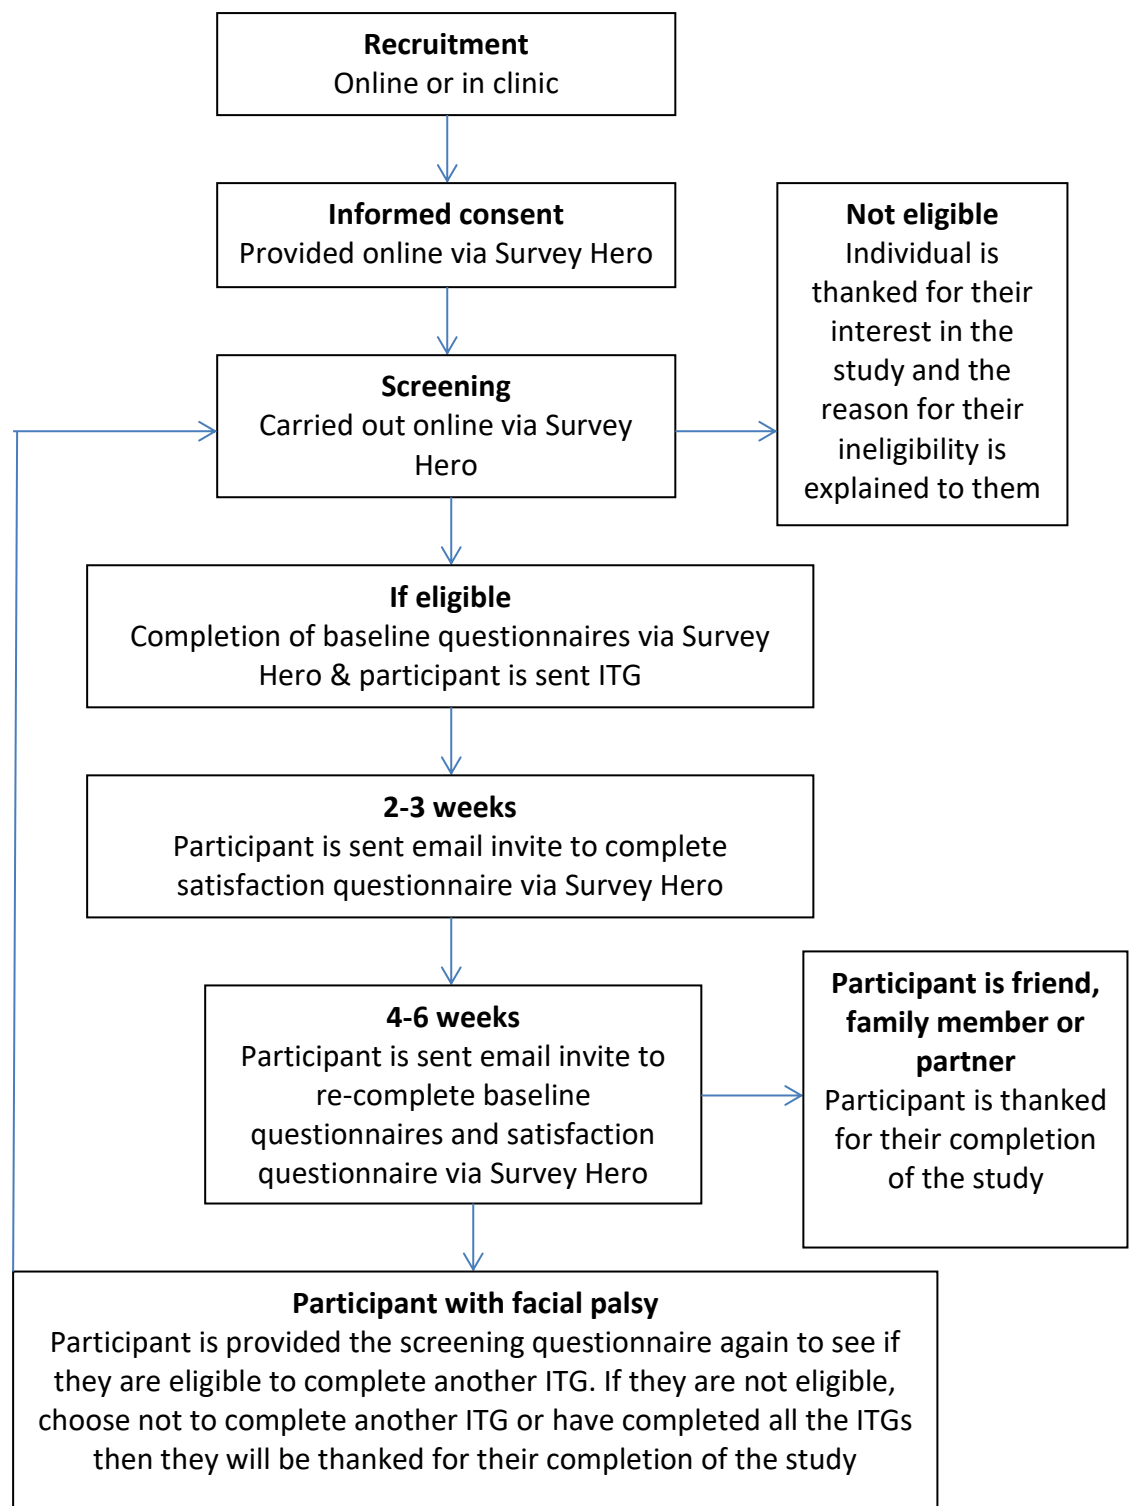 Recruitment
Online or in clinic
Informed consent
Provided online via Survey Hero
Not eligible
Individual is
thanked for their
interest in the
study and the
reason for their
ineligibility is
explained to them
Screening
Carried out online via Survey
Hero
If eligible
Completion of baseline questionnaires via Survey
Hero & participant is sent ITG
2-3 weeks
Participant is sent email invite to complete
satisfaction questionnaire via Survey Hero
4-6 weeks
Participant is sent email invite to
re-complete baseline
questionnaires and satisfaction
questionnaire via Survey Hero
Participant is friend,
family member or
partner
Participant is thanked
for their completion
of the study
Participant with facial palsy
Participant is provided the screening questionnaire again to see if
they are eligible to complete another ITG. If they are not eligible,
choose not to complete another ITG or have completed all the ITGs
then they will be thanked for their completion of the study